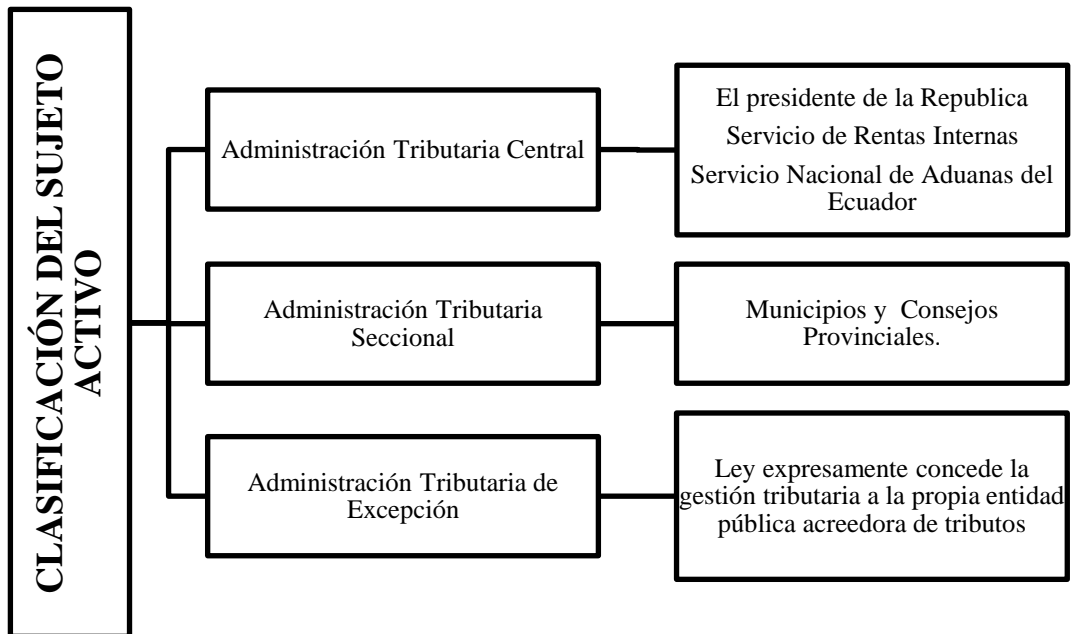 CLASIFICACIÓN DEL SUJETO
ACTIVO
Administración Tributaria Central
El presidente de la Republica
Servicio de Rentas Internas
Servicio Nacional de Aduanas del
Ecuador
Administración Tributaria
Seccional
Municipios y Consejos
Provinciales.
Administración Tributaria de
Excepción
Ley expresamente concede la
gestión tributaria a la propia entidad
pública acreedora de tributos